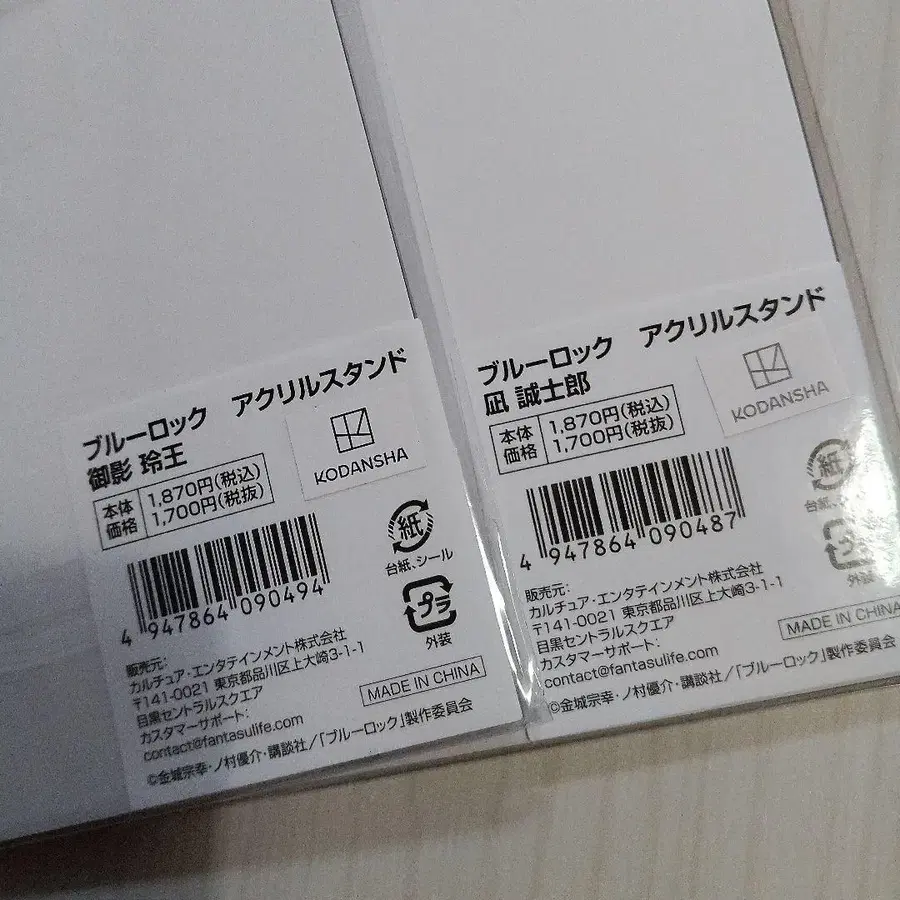 ブルーロック　アクリルスタンド
御影 玲王
本体価格
1,870円(税込)
1,700円(税抜)
KODANSHA
4 947864 090494
紙
台紙、シール
プラ
外装
販売元:
カルチュア・エンタテインメント株式会社
〒141-0021 東京都品川区上大崎3-1-1
目黒セントラルスクエア
カスタマーサポート:
contact@fantasulife.com
MADE IN CHINA
©金城宗幸・ノ村優介・講談社／「ブルーロック」製作委員会
ブルーロック　アクリルスタンド
凪 誠士郎
本体価格
1,870円(税込)
1,700円(税抜)
KODANSHA
4 947864 090487
紙
台紙、シール
プラ
外装
販売元:
カルチュア・エンタテインメント株式会社
〒141-0021 東京都品川区上大崎3-1-1
目黒セントラルスクエア
カスタマーサポート:
contact@fantasulife.com
MADE IN CHINA
©金城宗幸・ノ村優介・講談社／「ブルーロック」製作委員会